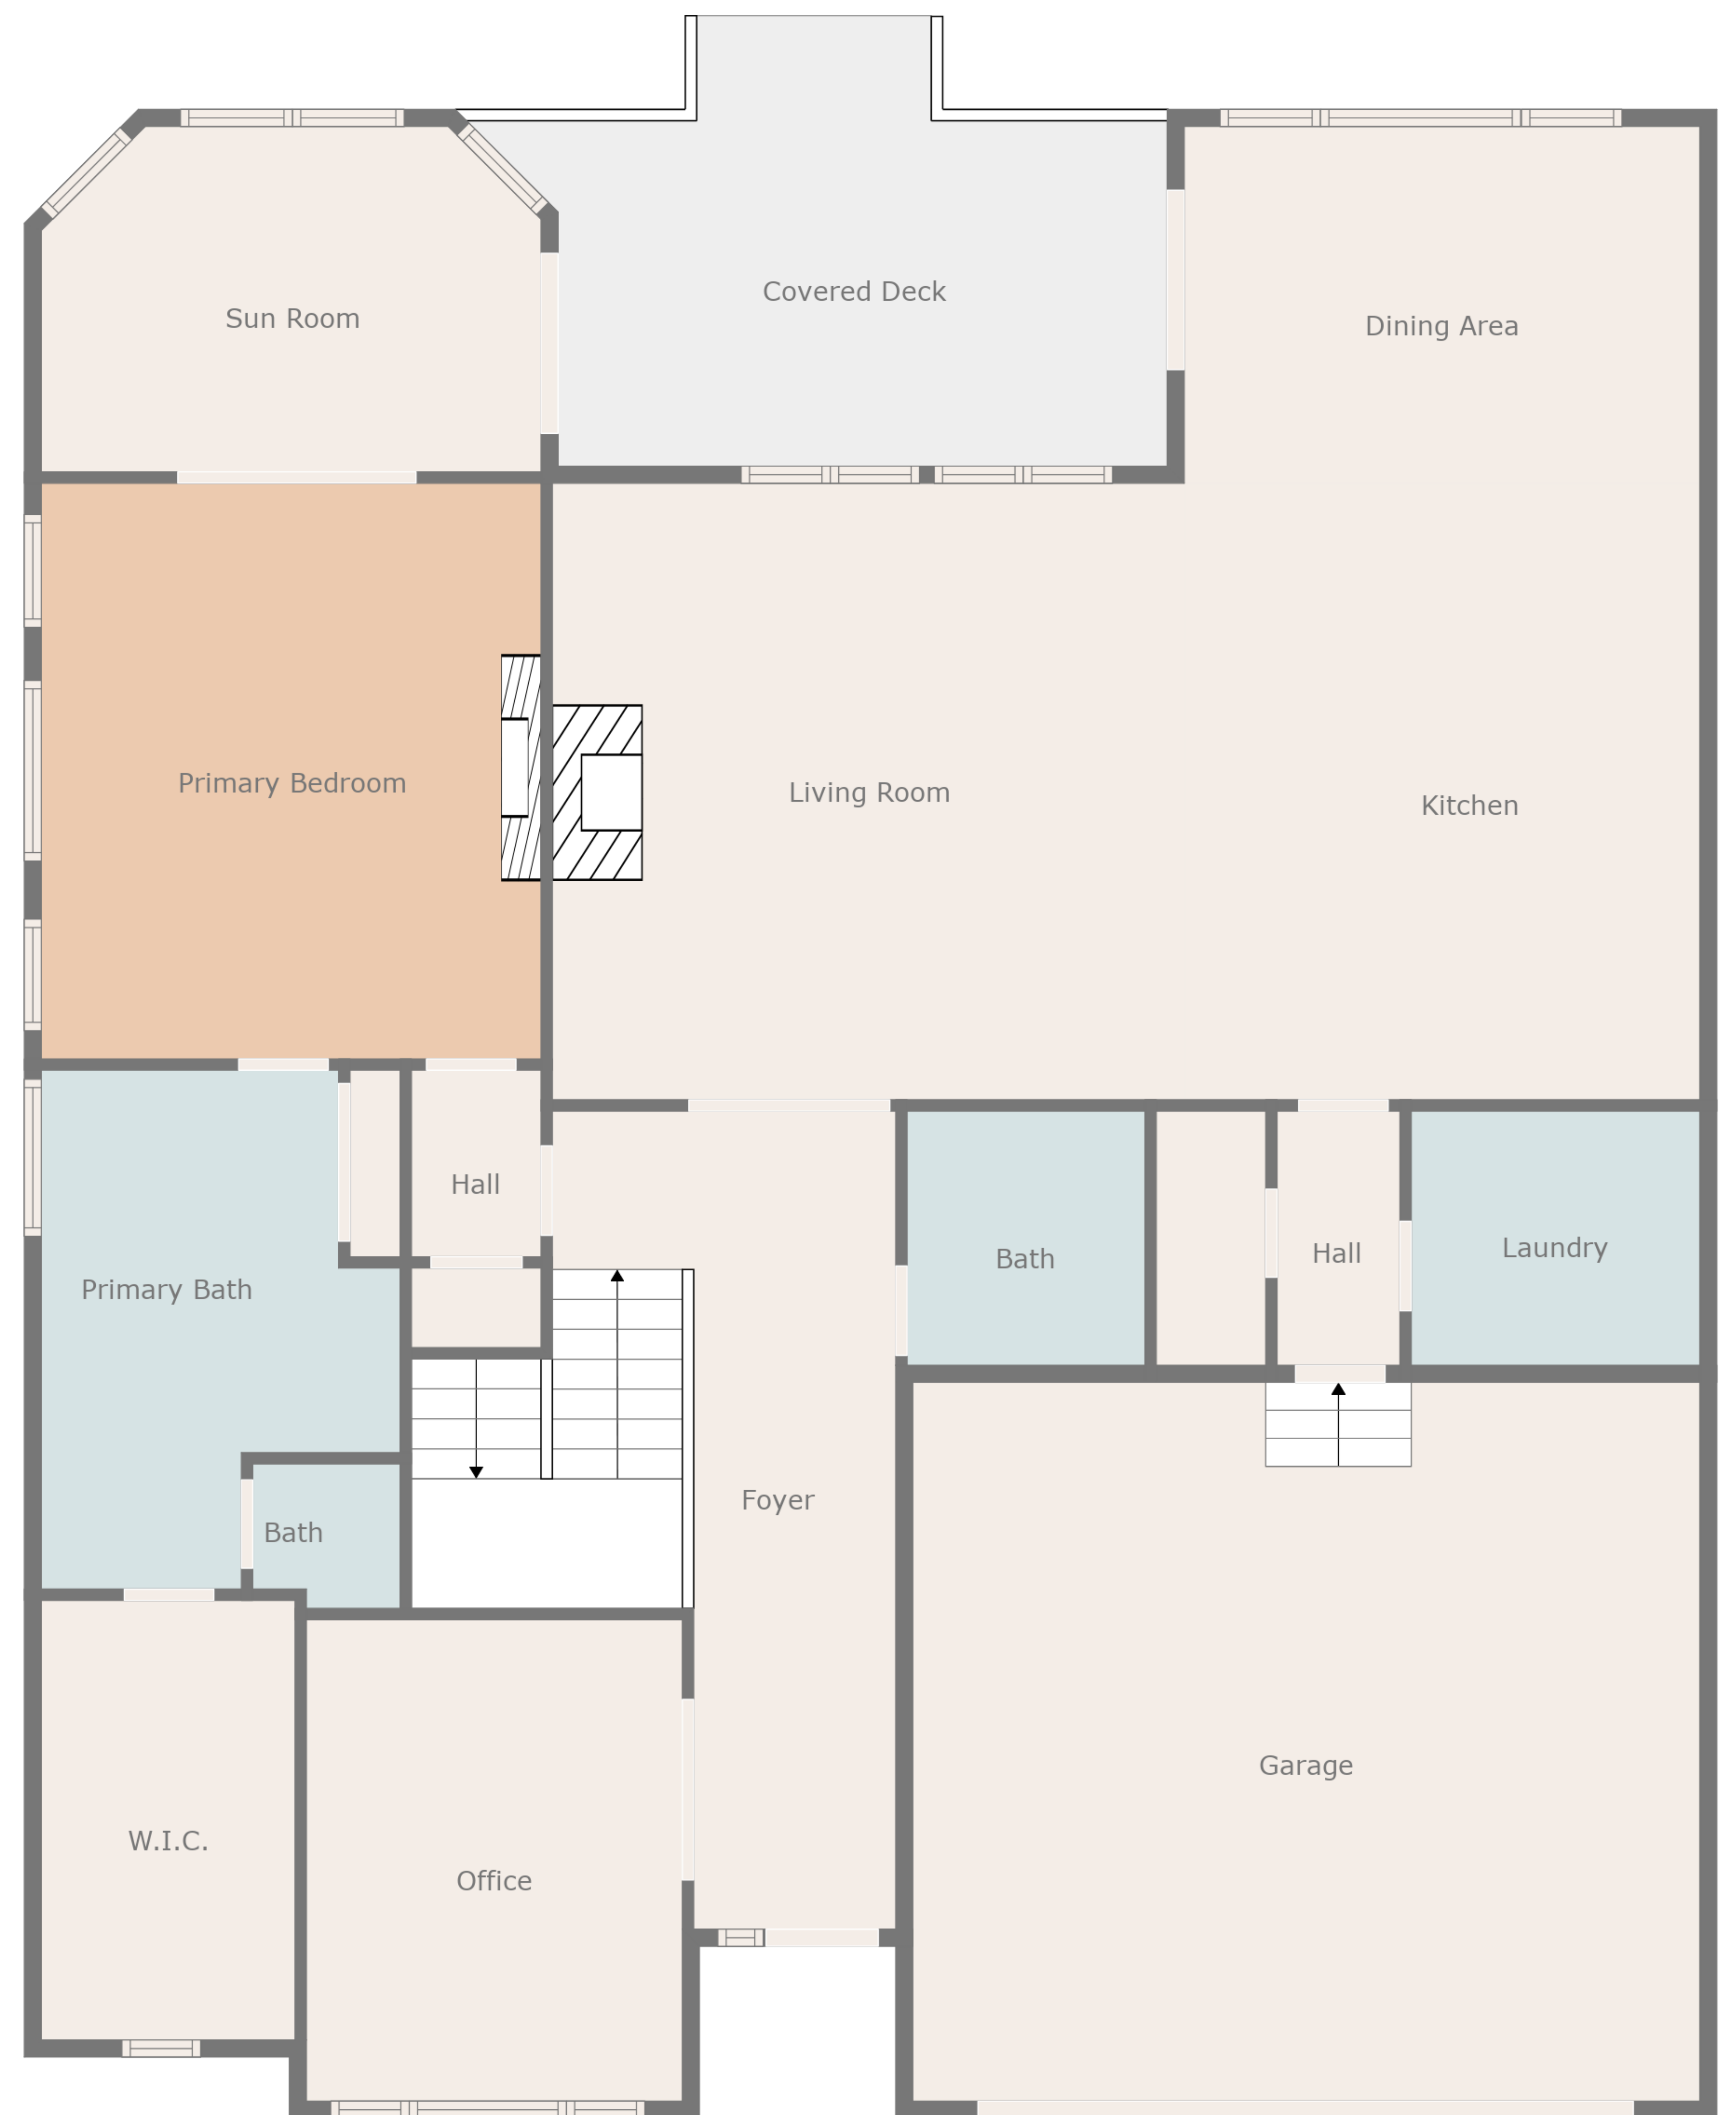 Covered Deck
Sun Room
Dining Area
Primary Bedroom
Living Room
Kitchen
Hall
Primary Bath
Bath
Hall
Laundry
Foyer
Bath
Garage
W.I.C.
Office